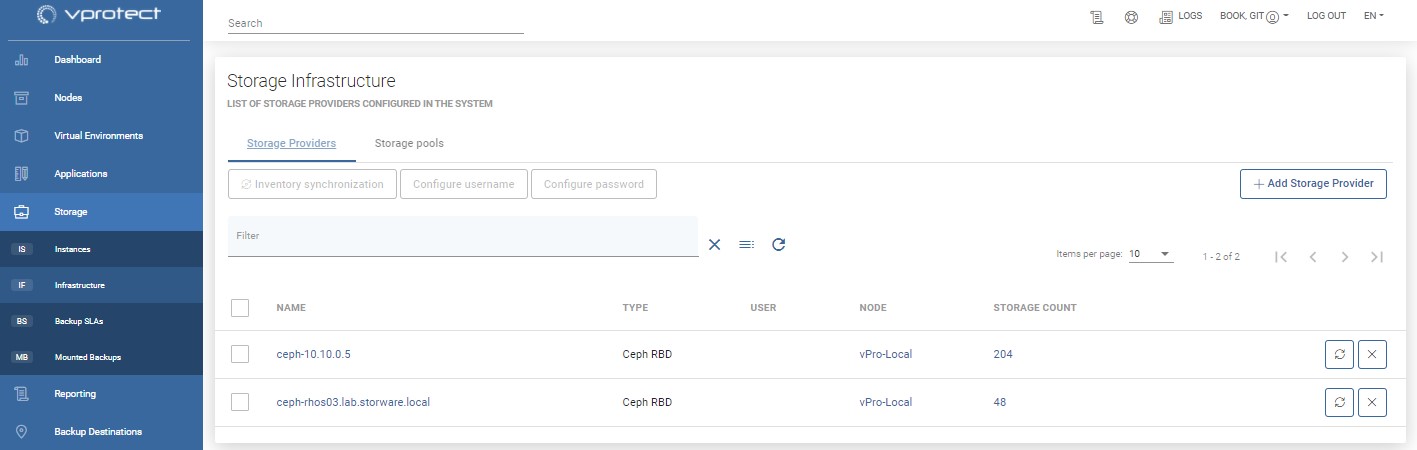 vprotect
Search
LOGS
BOOK, GIT
LOG OUT
EN
Dashboard
Nodes
Virtual Environments
Applications
Storage
IS Instances
IF Infrastructure
BS Backup SLAs
MB Mounted Backups
Reporting
Backup Destinations
Storage Infrastructure
LIST OF STORAGE PROVIDERS CONFIGURED IN THE SYSTEM
Storage Providers Storage pools
Inventory synchronization Configure username Configure password + Add Storage Provider
Filter
Items per page: 10 1 - 2 of 2
NAME TYPE USER NODE STORAGE COUNT
ceph-10.10.0.5 Ceph RBD vPro-Local 204
ceph-rhos03.lab.storware.local Ceph RBD vPro-Local 48